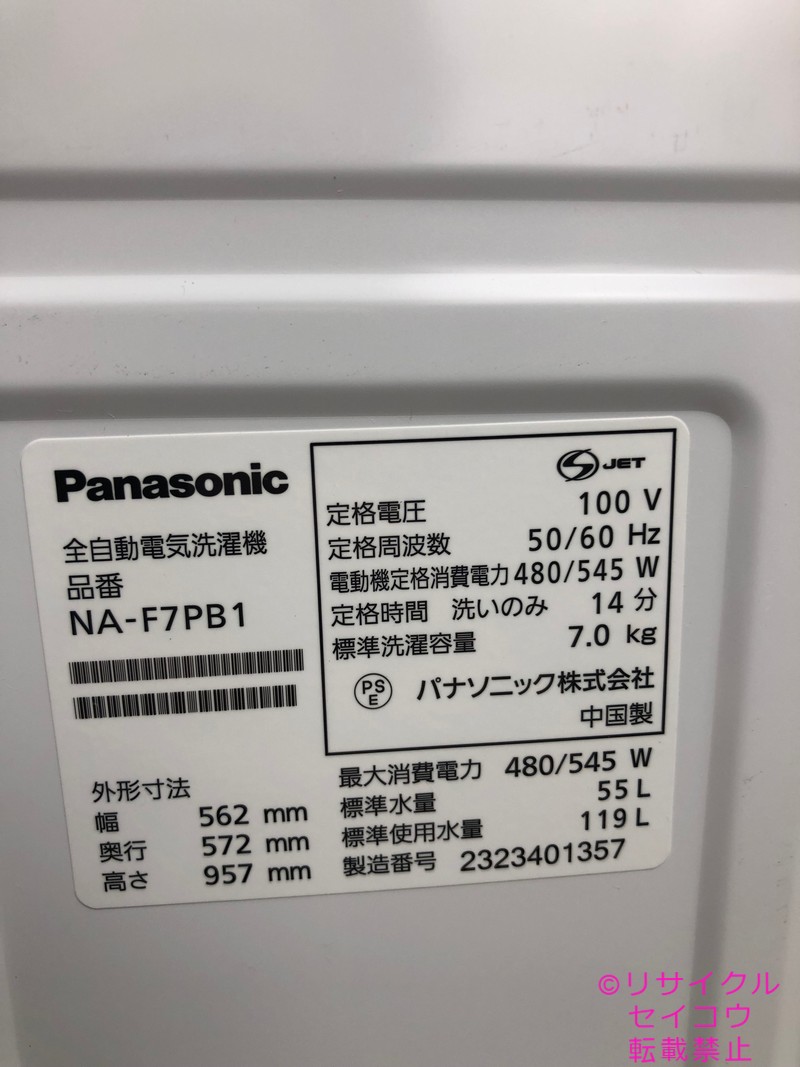 Panasonic
全自動電気洗濯機
品番
NA-F7PB1
外形寸法
幅 562 mm
奥行 572 mm
高さ 957 mm
S JET
定格電圧 100 V
定格周波数 50/60 Hz
電動機定格消費電力 480/545 W
定格時間 洗いのみ 14 分
標準洗濯容量 7.0 kg
PS
E
パナソニック株式会社
中国製
最大消費電力 480/545 W
標準水量 55 L
標準使用水量 119 L
製造番号 2323401357
©リサイクル
セイコウ
転載禁止